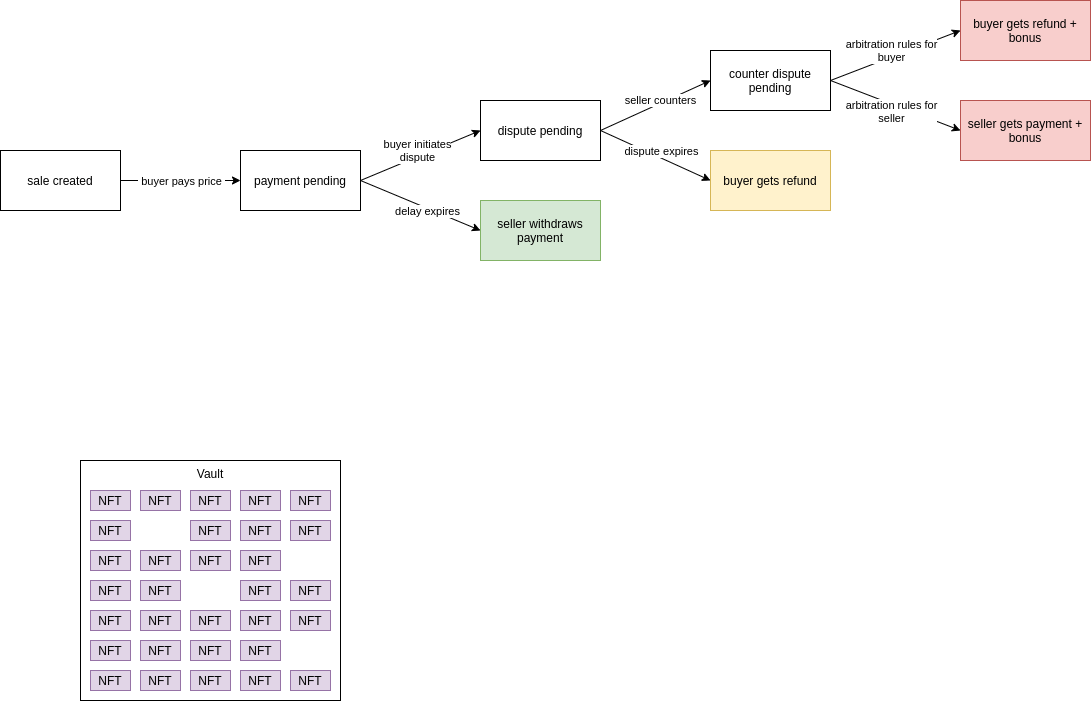 sale created
buyer pays price
payment pending
buyer initiates
dispute
delay expires
dispute pending
seller withdraws
payment
seller counters
dispute expires
counter dispute
pending
buyer gets refund
arbitration rules for
buyer
arbitration rules for
seller
buyer gets refund +
bonus
seller gets payment +
bonus
Vault
NFT NFT NFT NFT NFT
NFT NFT NFT NFT
NFT NFT NFT NFT
NFT NFT NFT NFT
NFT NFT NFT NFT NFT
NFT NFT NFT NFT
NFT NFT NFT NFT NFT